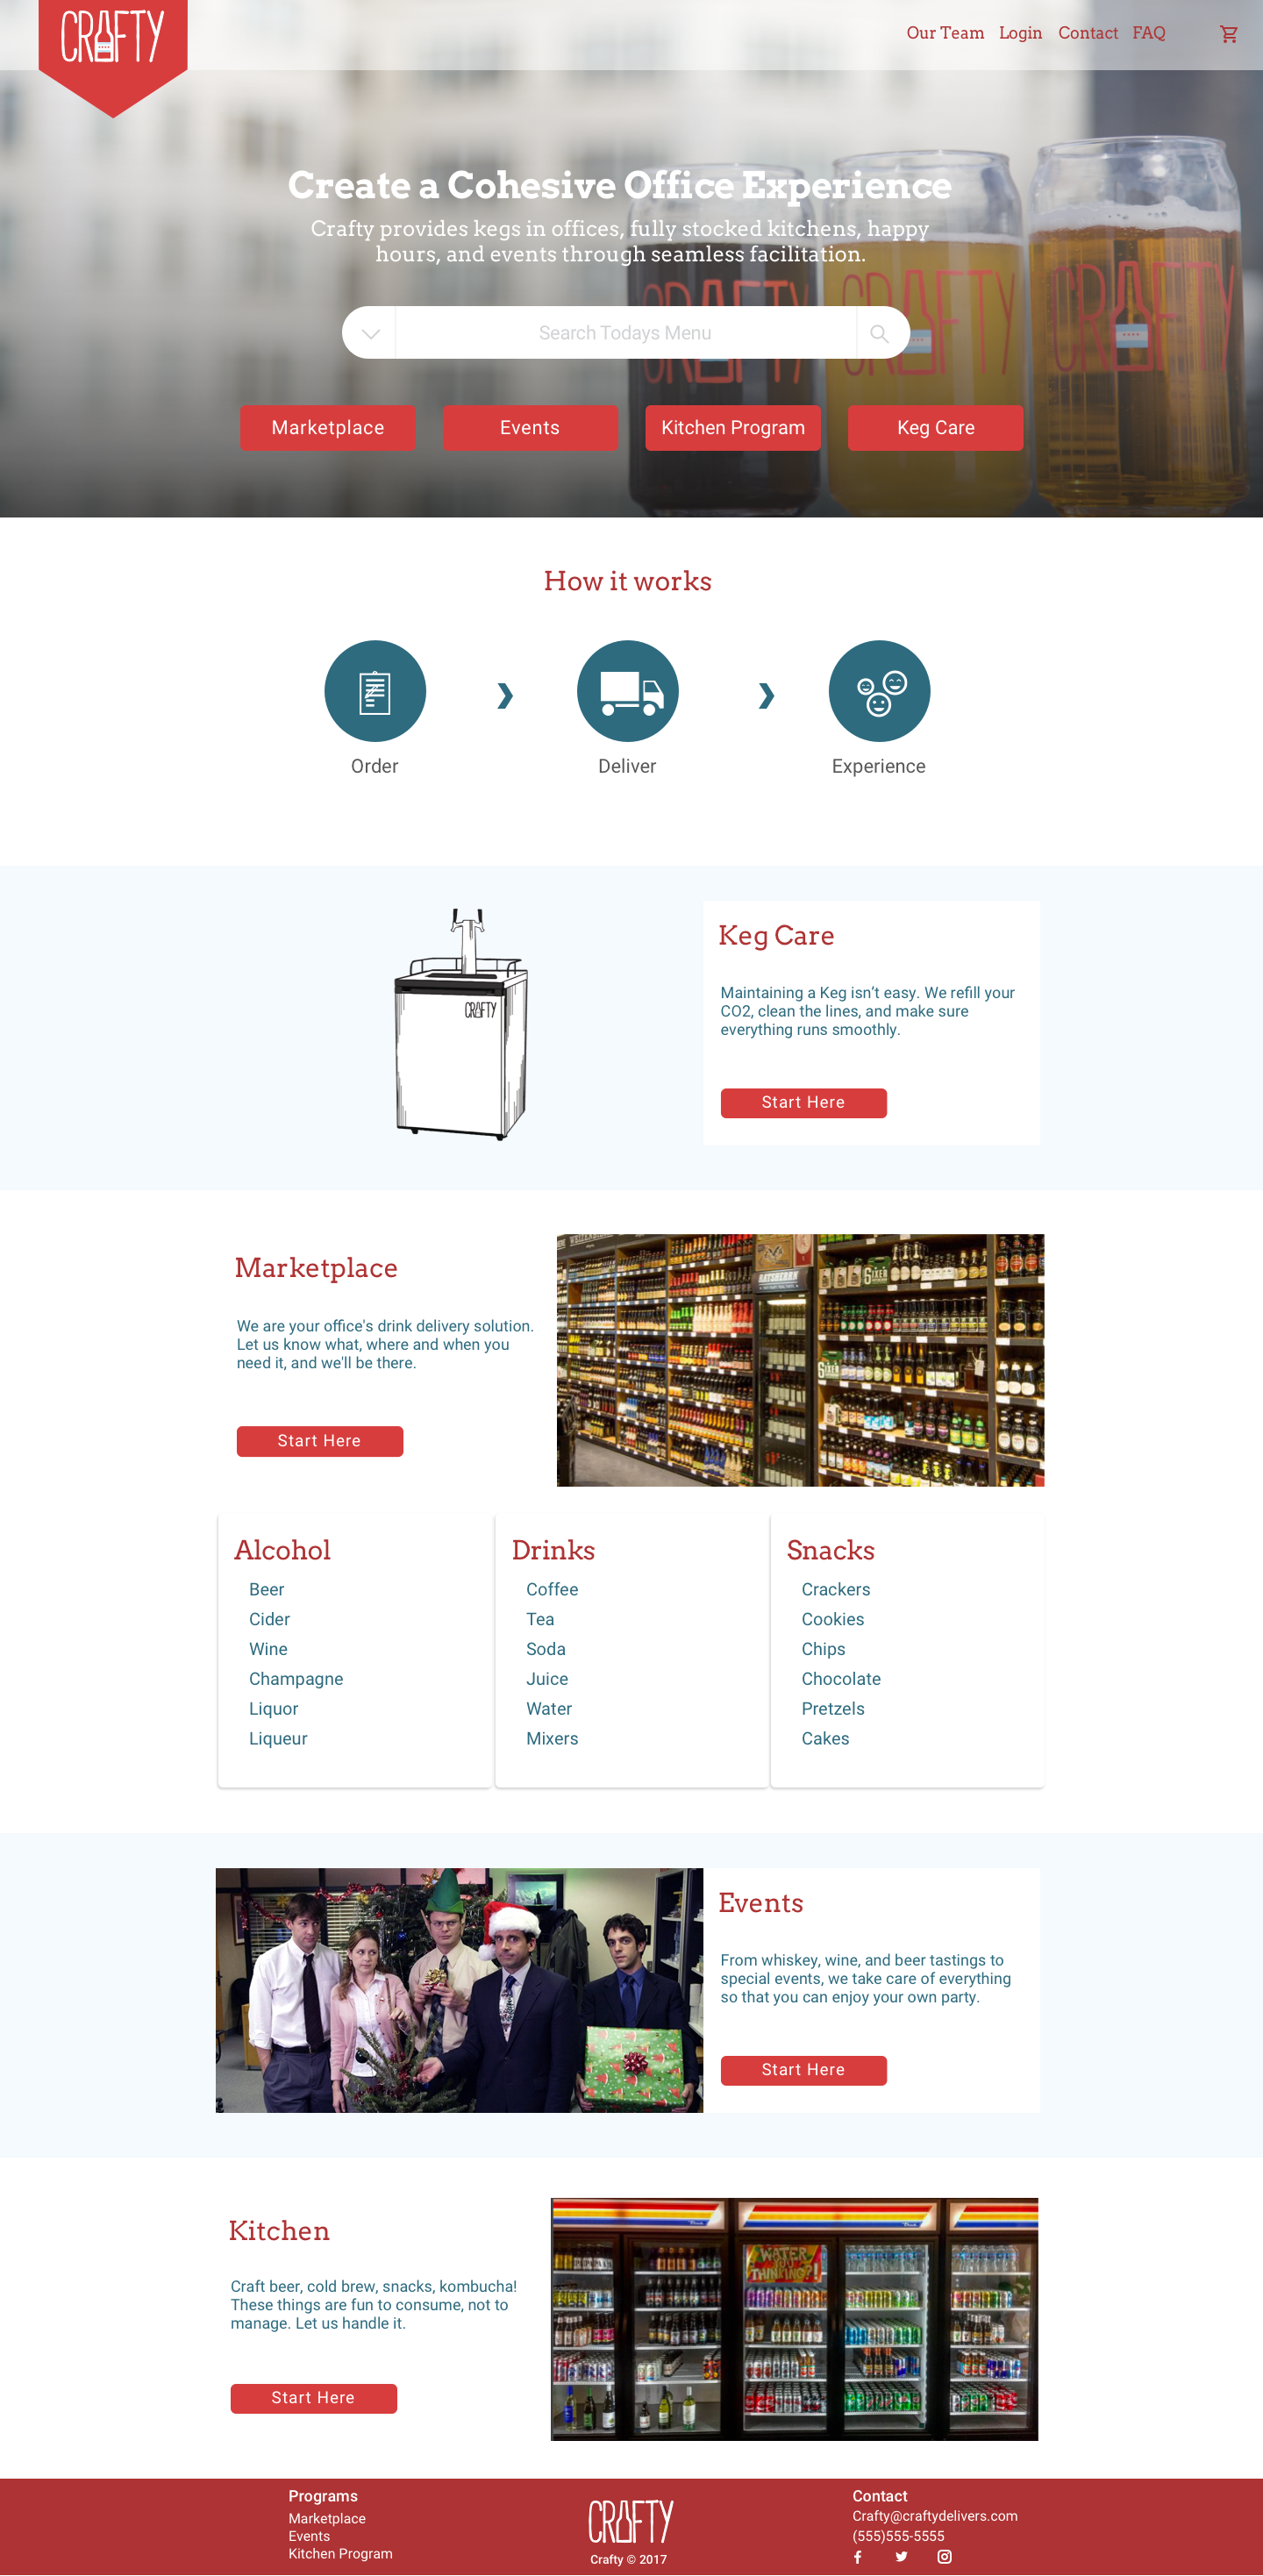 CRAFTY
Our Team Login Contact FAQ
Create a Cohesive Office Experience
Crafty provides kegs in offices, fully stocked kitchens, happy
hours, and events through seamless facilitation.
CRAFTY CRAFTY CRAFTY
Search Todays Menu
Marketplace Events Kitchen Program Keg Care
How it works
Order Deliver Experience
CRAFTY
Keg Care
Maintaining a Keg isn’t easy. We refill your
CO2, clean the lines, and make sure
everything runs smoothly.
Start Here
Marketplace
We are your office's drink delivery solution.
Let us know what, where and when you
need it, and we'll be there.
Start Here
Alcohol
Beer
Cider
Wine
Champagne
Liquor
Liqueur
Drinks
Coffee
Tea
Soda
Juice
Water
Mixers
Snacks
Crackers
Cookies
Chips
Chocolate
Pretzels
Cakes
Events
From whiskey, wine, and beer tastings to
special events, we take care of everything
so that you can enjoy your own party.
Start Here
Kitchen
Craft beer, cold brew, snacks, kombucha!
These things are fun to consume, not to
manage. Let us handle it.
Start Here
WATER
THINKING?!
Programs
Marketplace
Events
Kitchen Program
CRAFTY
Crafty © 2017
Contact
Crafty@craftydelivers.com
(555)555-5555